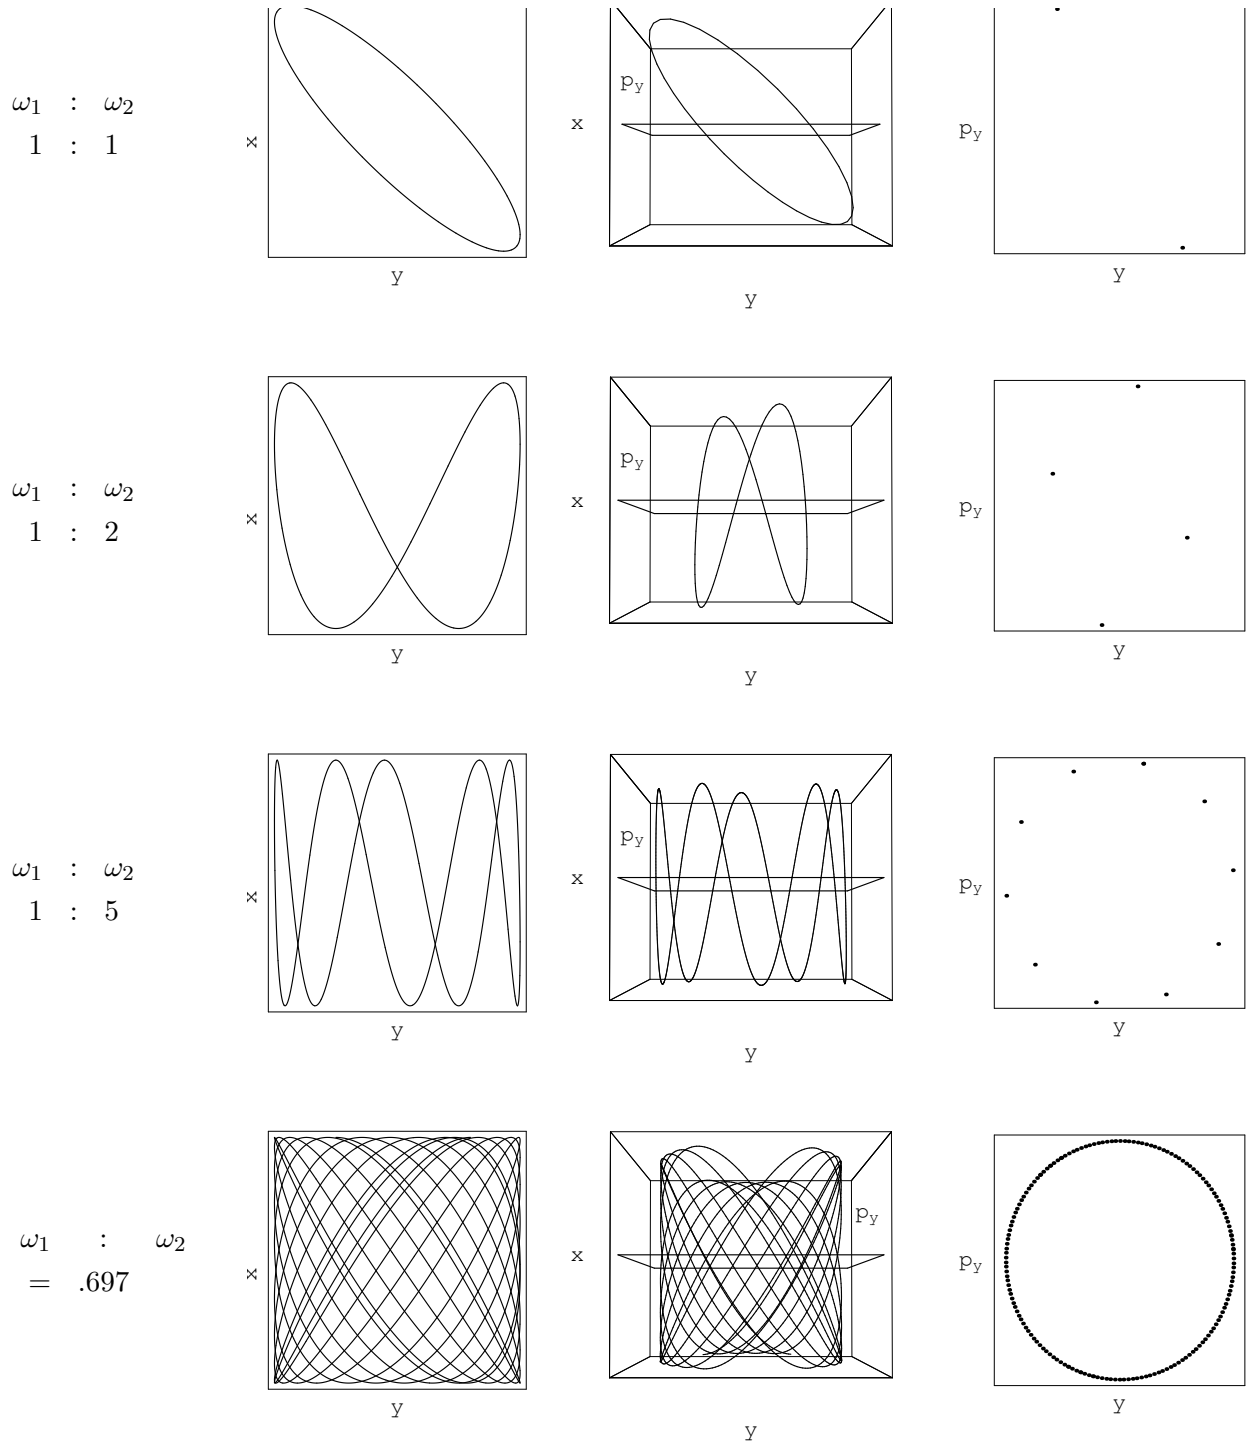 ω₁ : ω₂
1 : 1
x
y
p_y
x
y
p_y
y
ω₁ : ω₂
1 : 2
x
y
p_y
x
y
p_y
y
ω₁ : ω₂
1 : 5
x
y
p_y
x
y
p_y
y
ω₁ : ω₂
= .697
x
y
p_y
x
y
p_y
y